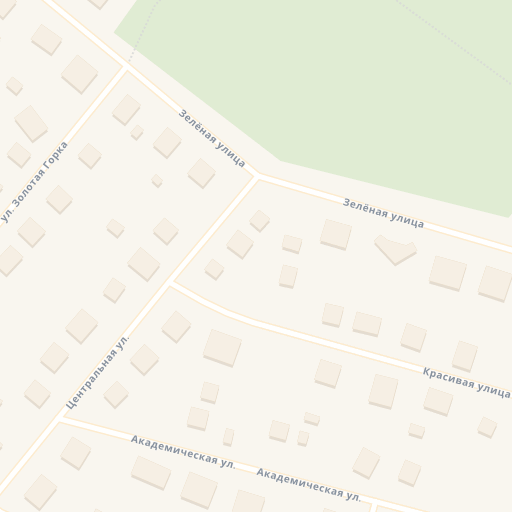 Зелёная улица
ул. Золотая Горка
Зелёная улица
Центральная ул.
Красивая улица
Академическая ул.
Академическая ул.